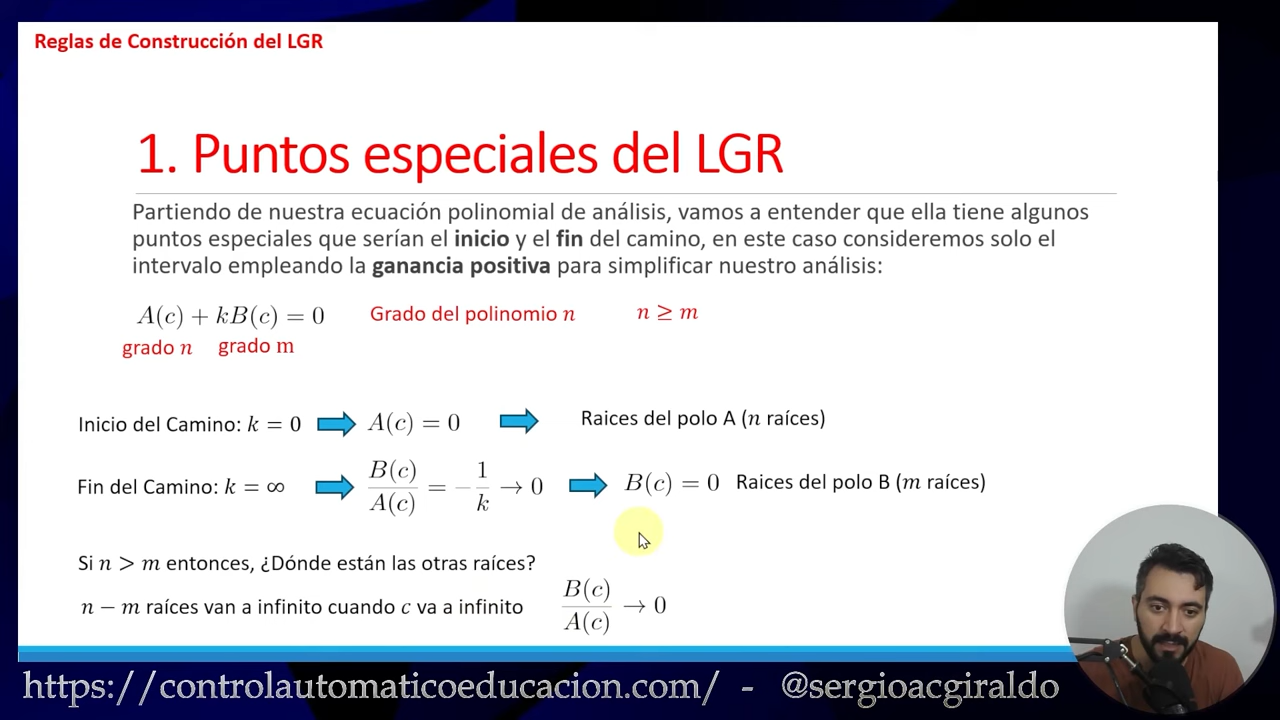 Reglas de Construcción del LGR
1. Puntos especiales del LGR
Partiendo de nuestra ecuación polinomial de análisis, vamos a entender que ella tiene algunos
puntos especiales que serían el inicio y el fin del camino, en este caso consideremos solo el
intervalo empleando la ganancia positiva para simplificar nuestro análisis:
A(c) + kB(c) = 0 Grado del polinomio n n ≥ m
grado n grado m
Inicio del Camino: k = 0 A(c) = 0 Raices del polo A (n raíces)
Fin del Camino: k = ∞ B(c)/A(c) = −1/k → 0 B(c) = 0 Raices del polo B (m raíces)
Si n > m entonces, ¿Dónde están las otras raíces?
n − m raíces van a infinito cuando c va a infinito B(c)/A(c) → 0
https://controlautomaticoeducacion.com/ - @sergioacgiraldo